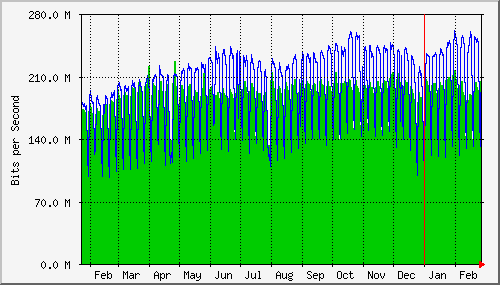 280.0 M
210.0 M
140.0 M
70.0 M
0.0 M
Bits per Second
Feb Mar Apr May Jun Jul Aug Sep Oct Nov Dec Jan Feb